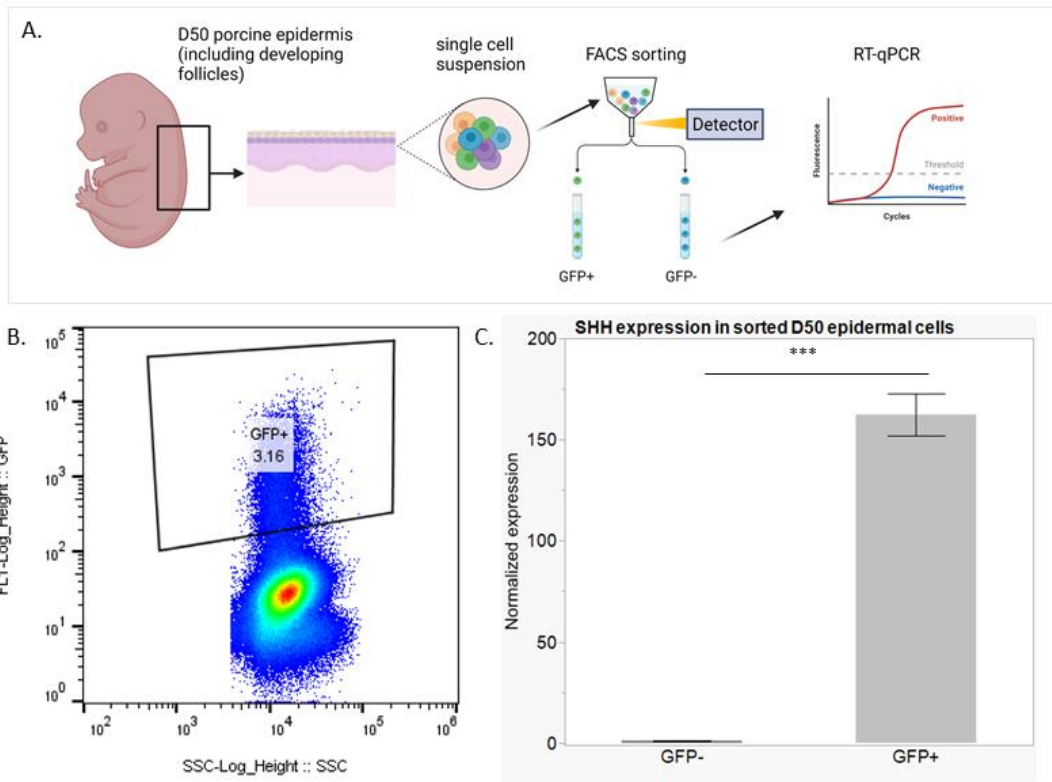 A.
D50 porcine epidermis
(including developing
follicles)
single cell
suspension
FACS sorting
Detector
GFP+
GFP-
RT-qPCR
Fluorescence
Positive
Threshold
Negative
Cycles
B.
10^5
10^4
10^3
10^2
10^1
10^0
GFP+
3.16
FL1-Log_Height :: GFP
10^2
10^3
10^4
10^5
10^6
SSC-Log_Height :: SSC
C.
SHH expression in sorted D50 epidermal cells
***
Normalized expression
200
150
100
50
0
GFP-
GFP+